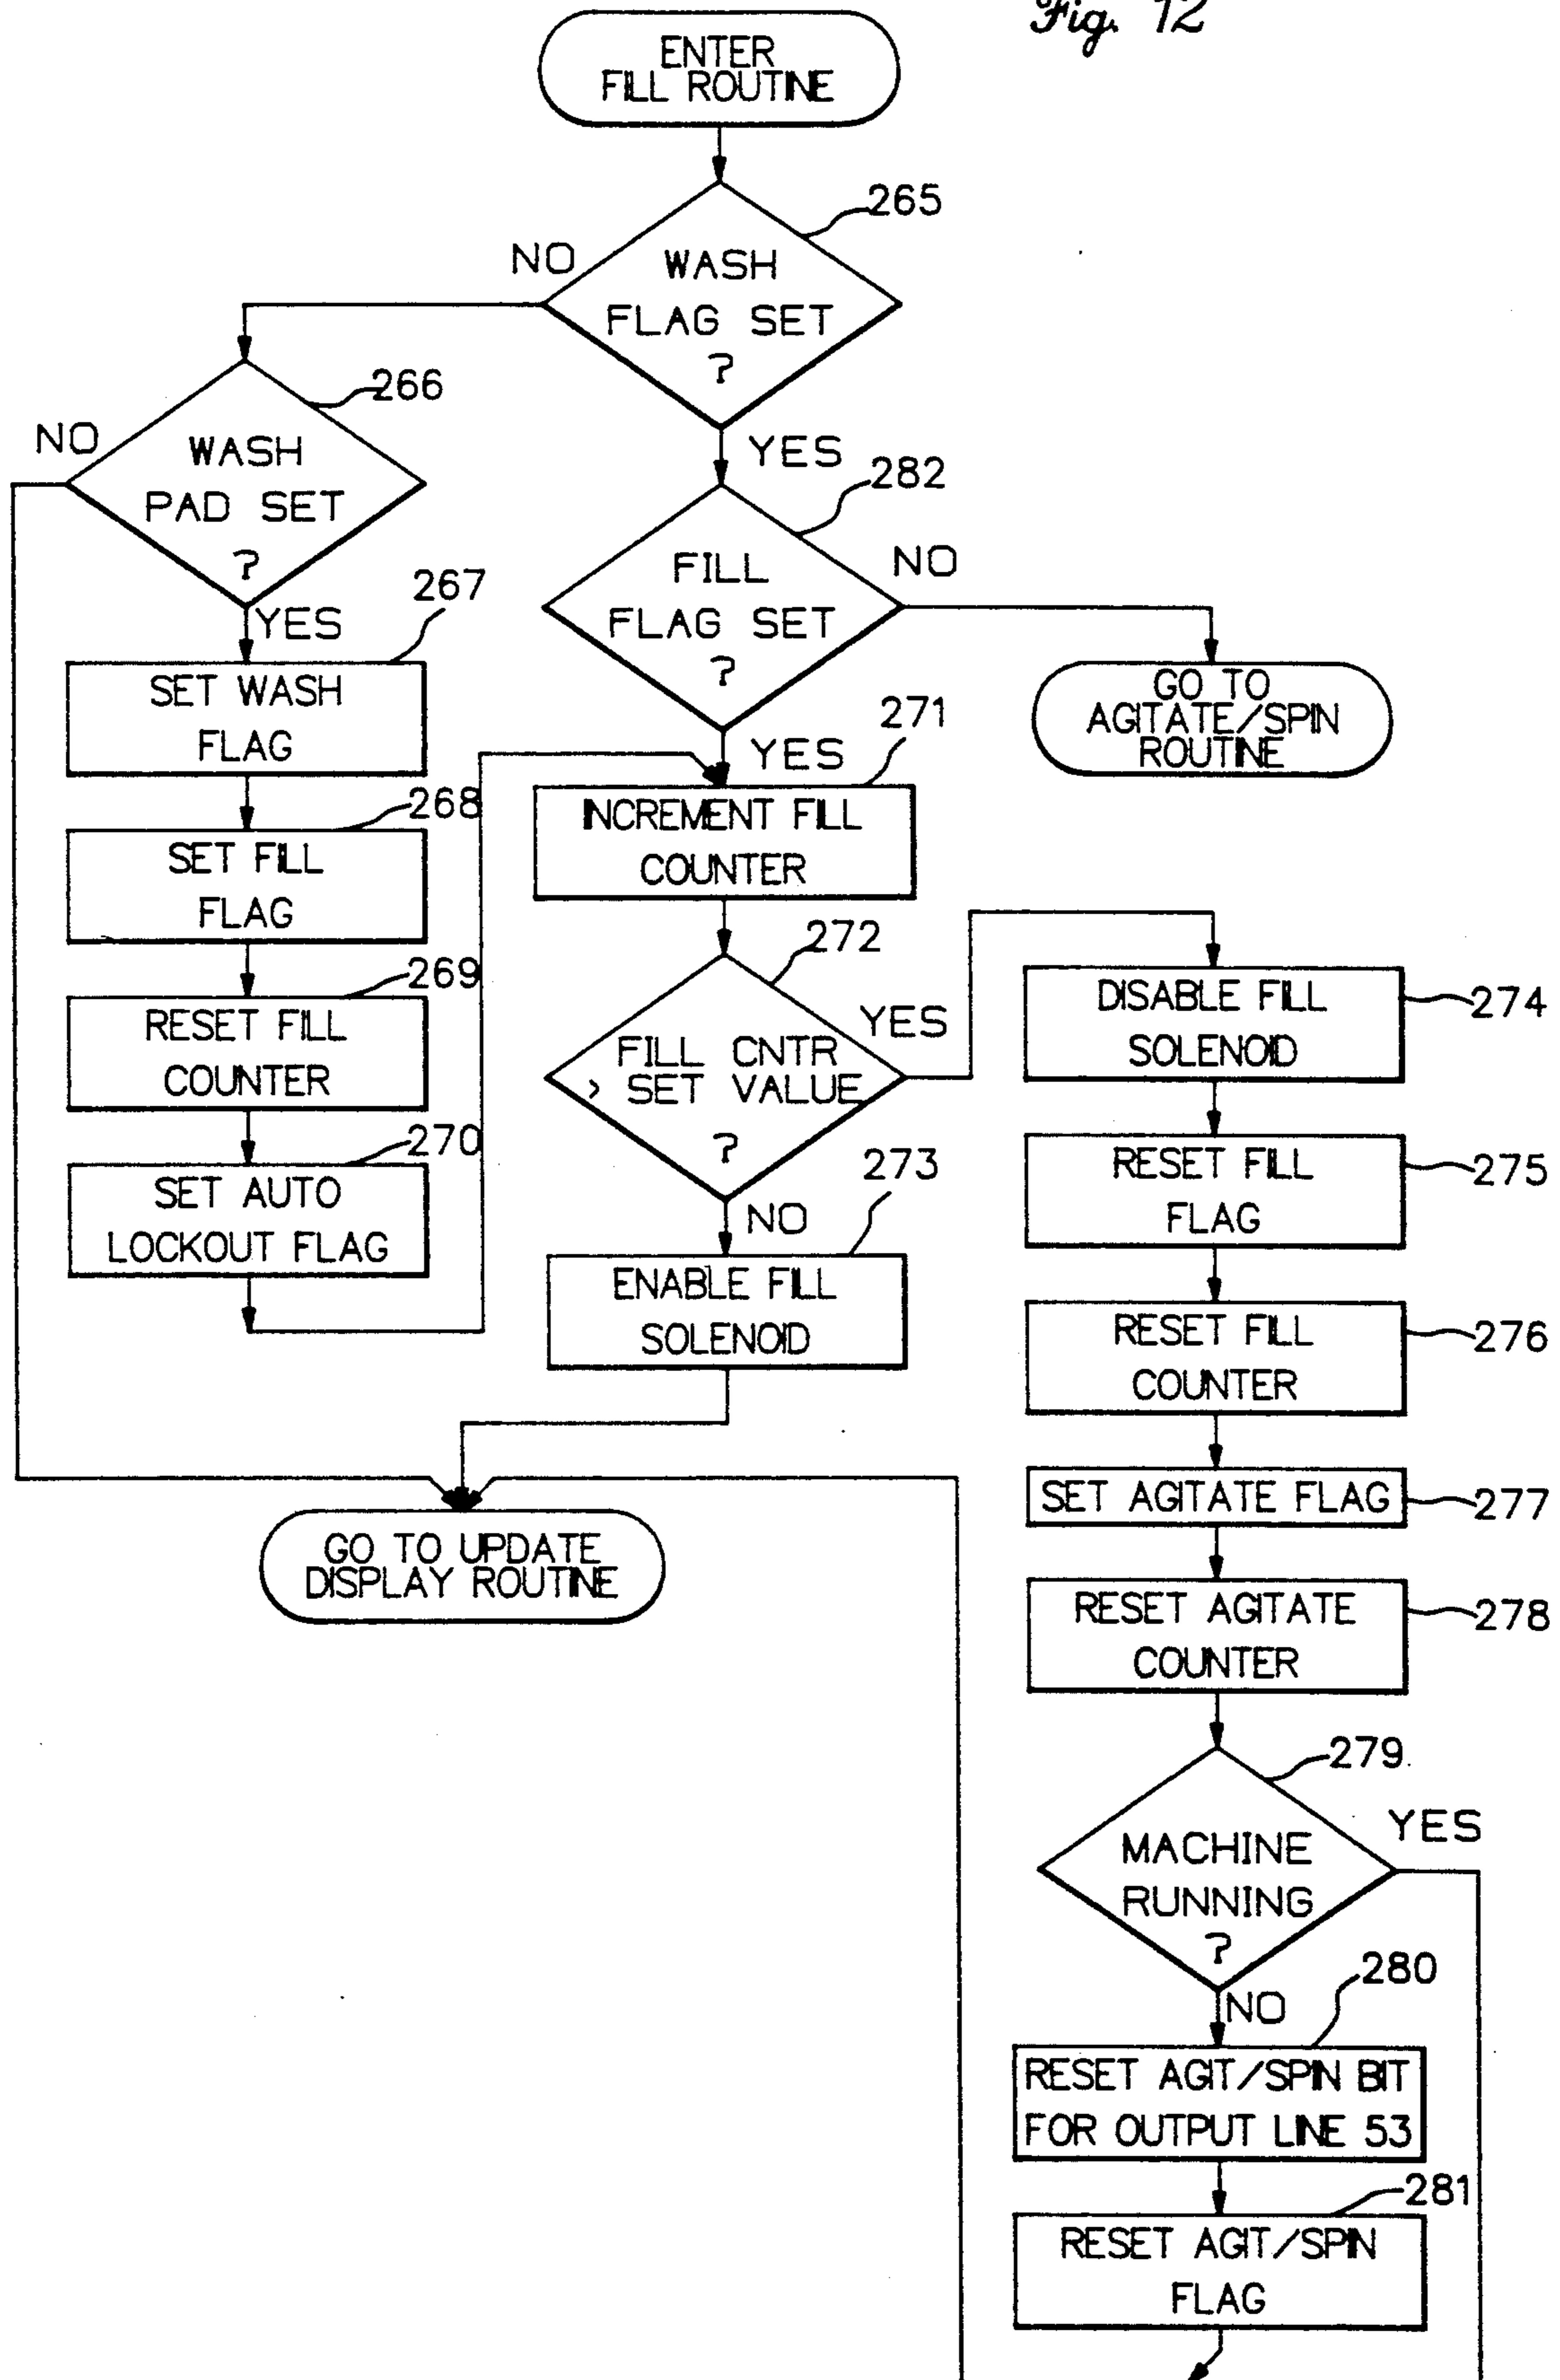 Fig. 12
ENTER
FILL ROUTINE
265
WASH
FLAG SET
?
NO
YES
266
WASH
PAD SET
?
NO
YES
267
SET WASH
FLAG
268
SET FILL
FLAG
269
RESET FILL
COUNTER
270
SET AUTO
LOCKOUT FLAG
282
FILL
FLAG SET
?
NO
YES
GO TO
AGITATE/SPIN
ROUTINE
271
INCREMENT FILL
COUNTER
272
FILL CNTR
> SET VALUE
?
YES
NO
273
ENABLE FILL
SOLENOID
GO TO UPDATE
DISPLAY ROUTINE
DISABLE FILL
SOLENOID
274
RESET FILL
FLAG
275
RESET FILL
COUNTER
276
SET AGITATE FLAG
277
RESET AGITATE
COUNTER
278
279
MACHINE
RUNNING
?
YES
NO
280
RESET AGIT/SPIN BIT
FOR OUTPUT LINE 53
281
RESET AGIT/SPIN
FLAG